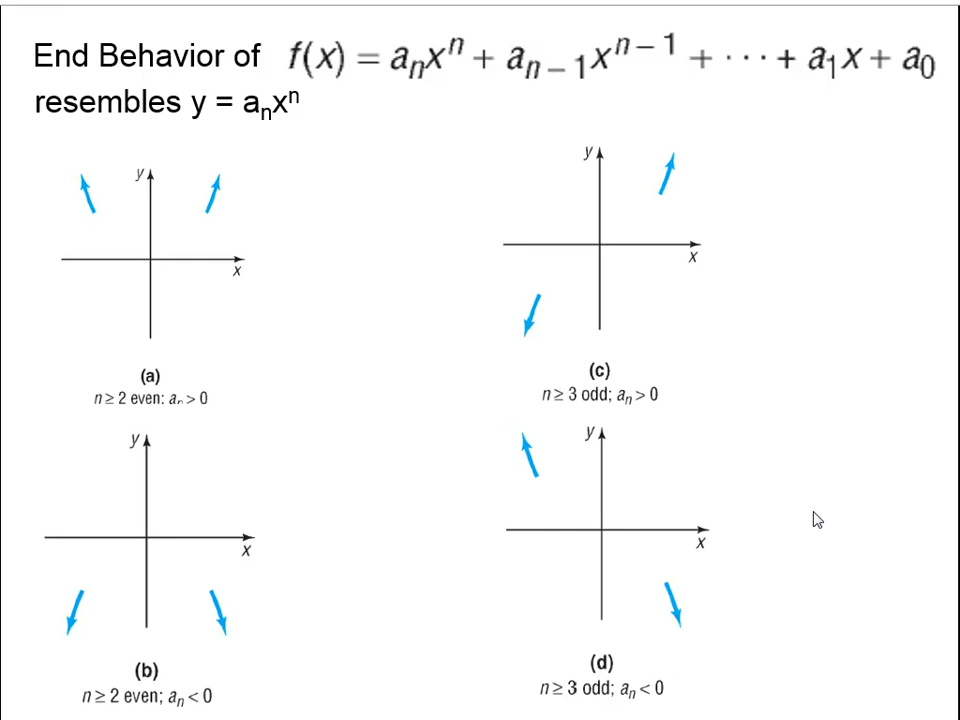 End Behavior of f(x) = aₙxⁿ + aₙ₋₁xⁿ⁻¹ + ··· + a₁x + a₀
resembles y = aₙxⁿ
y
x
(a)
n ≥ 2 even; aₙ > 0
y
x
(c)
n ≥ 3 odd; aₙ > 0
y
x
(b)
n ≥ 2 even; aₙ < 0
y
x
(d)
n ≥ 3 odd; aₙ < 0